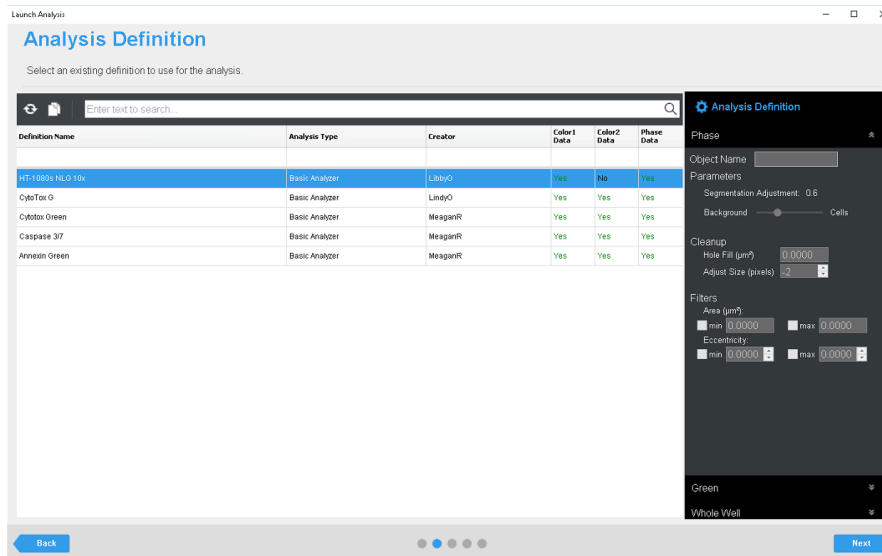 Launch Analysis
Analysis Definition
Select an existing definition to use for the analysis.
Enter text to search...
Analysis Definition
Definition Name Analysis Type Creator Color1 Data Color2 Data Phase Data
HT-1080s NLG 10x Basic Analyzer LibbyO Yes No Yes
CytoTox G Basic Analyzer LindyO Yes Yes Yes
Cytotox Green Basic Analyzer MeaganR Yes Yes Yes
Caspase 3/7 Basic Analyzer MeaganR Yes Yes Yes
Annexin Green Basic Analyzer MeaganR Yes Yes Yes
Phase
Object Name
Parameters
Segmentation Adjustment: 0.6
Background Cells
Cleanup
Hole Fill (µm²) 0.0000
Adjust Size (pixels) -2
Filters
Area (µm²):
min 0.0000 max 0.0000
Eccentricity:
min 0.0000 max 0.0000
Green
Whole Well
Back
Next